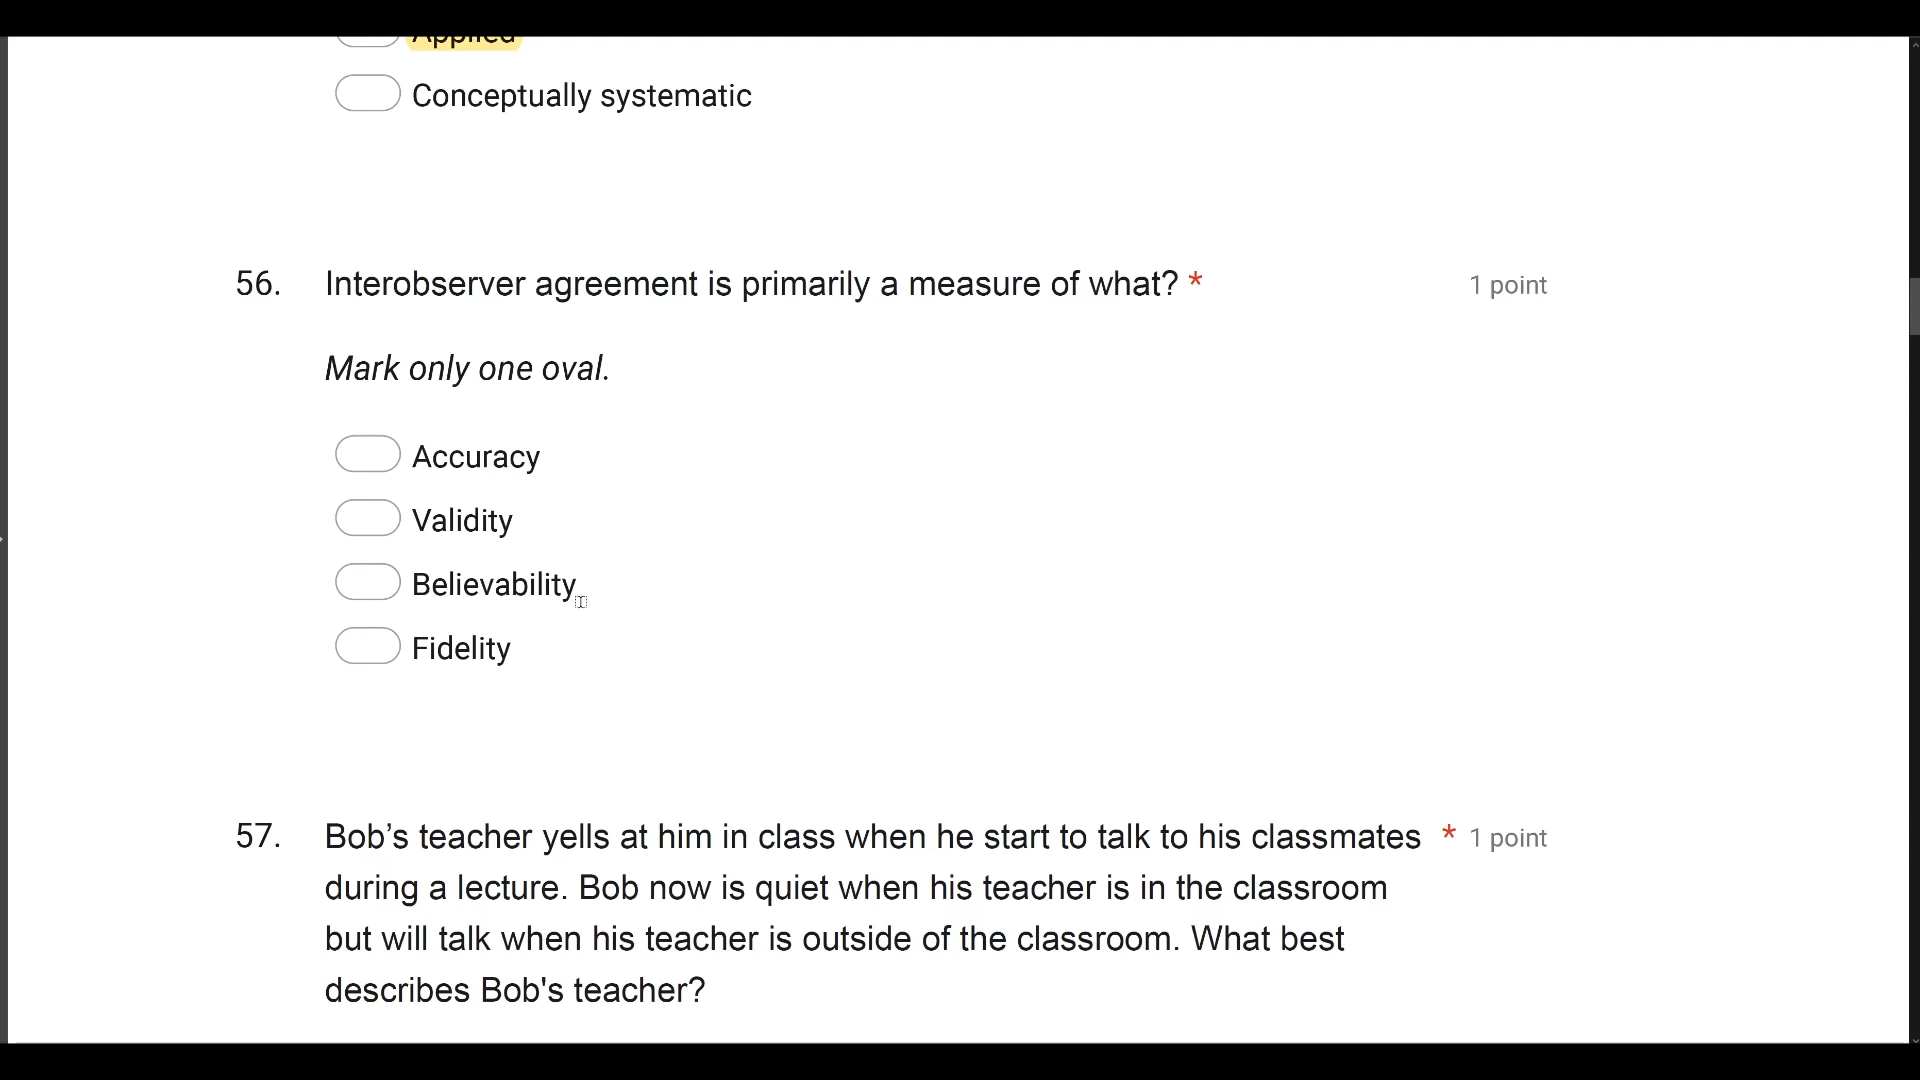 Applied
Conceptually systematic
56. Interobserver agreement is primarily a measure of what? * 1 point
Mark only one oval.
Accuracy
Validity
Believability
Fidelity
57. Bob’s teacher yells at him in class when he start to talk to his classmates * 1 point
during a lecture. Bob now is quiet when his teacher is in the classroom
but will talk when his teacher is outside of the classroom. What best
describes Bob's teacher?